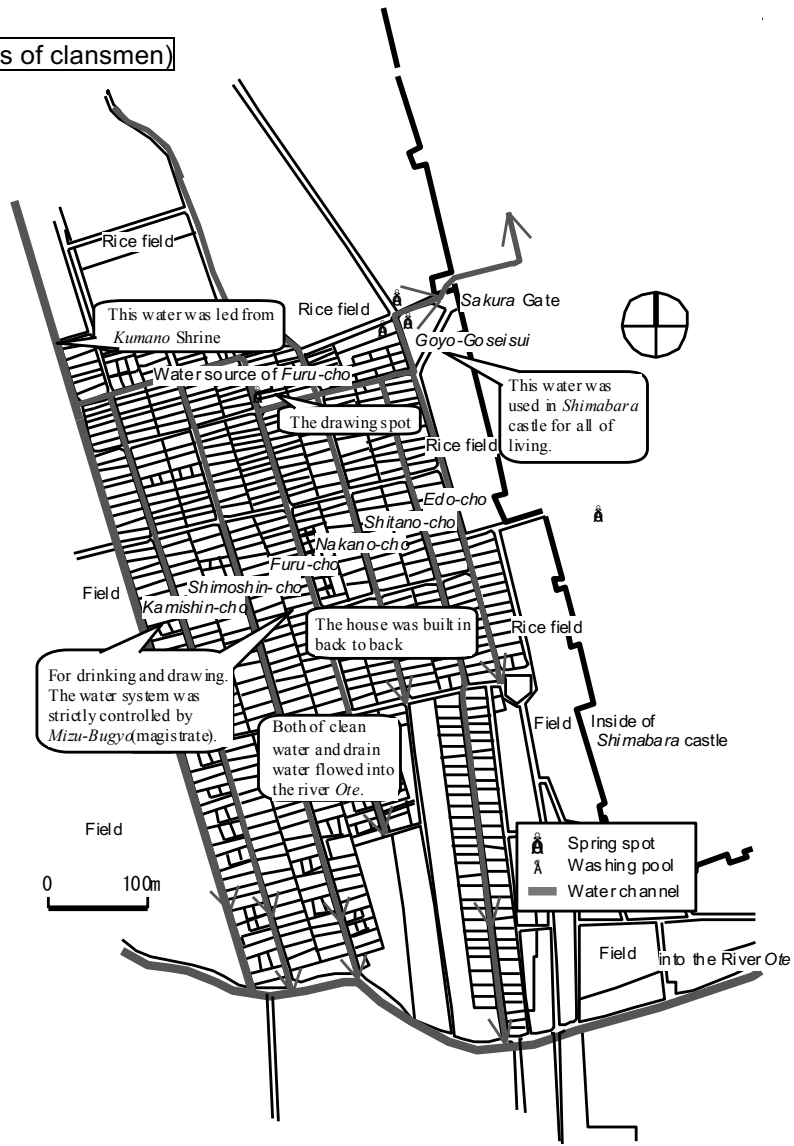 s of clansmen)
Rice field
This water was led from
Kumano Shrine
Rice field
Sakura Gate
Goyo-Goseisui
Water source of Furu-cho
This water was
used in Shimabara
castle for all of
living.
The drawing spot
Rice field
Edo-cho
Shitano-cho
Nakano-cho
Furu-cho
Shimoshin-cho
Kamishin-cho
Field
The house was built in
back to back
Rice field
For drinking and drawing.
The water system was
strictly controlled by
Mizu-Bugyo(magistrate).
Both of clean
water and drain
water flowed into
the river Ote.
Field
Inside of
Shimabara castle
Field
Spring spot
Washing pool
Water channel
0 100m
Field
into the River Ote